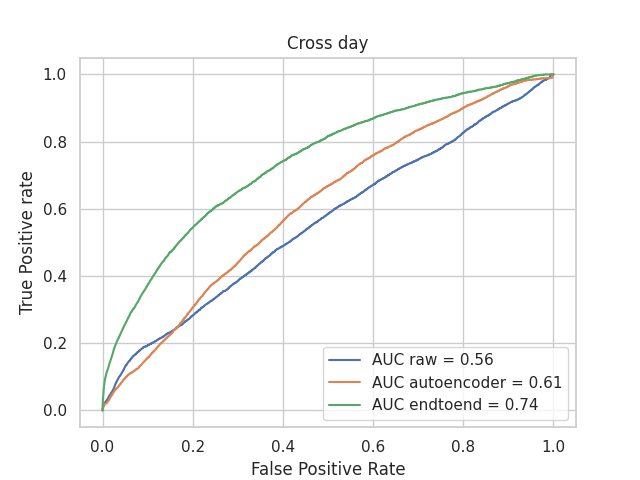 Cross day
True Positive rate
1.0
0.8
0.6
0.4
0.2
0.0
0.0 0.2 0.4 0.6 0.8 1.0
False Positive Rate
AUC raw = 0.56
AUC autoencoder = 0.61
AUC endtoend = 0.74